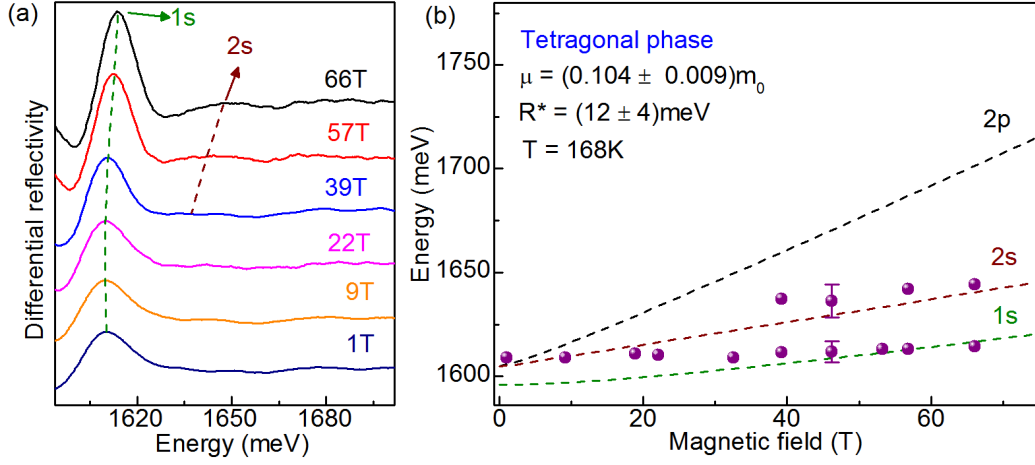 (a)
1s
2s
66T
57T
39T
22T
9T
1T
Differential reflectivity
1620
1650
1680
Energy (meV)
(b)
Tetragonal phase
μ = (0.104 ± 0.009)m₀
R* = (12 ± 4)meV
T = 168K
2p
2s
1s
1750
1700
1650
1600
Energy (meV)
0
20
40
60
Magnetic field (T)